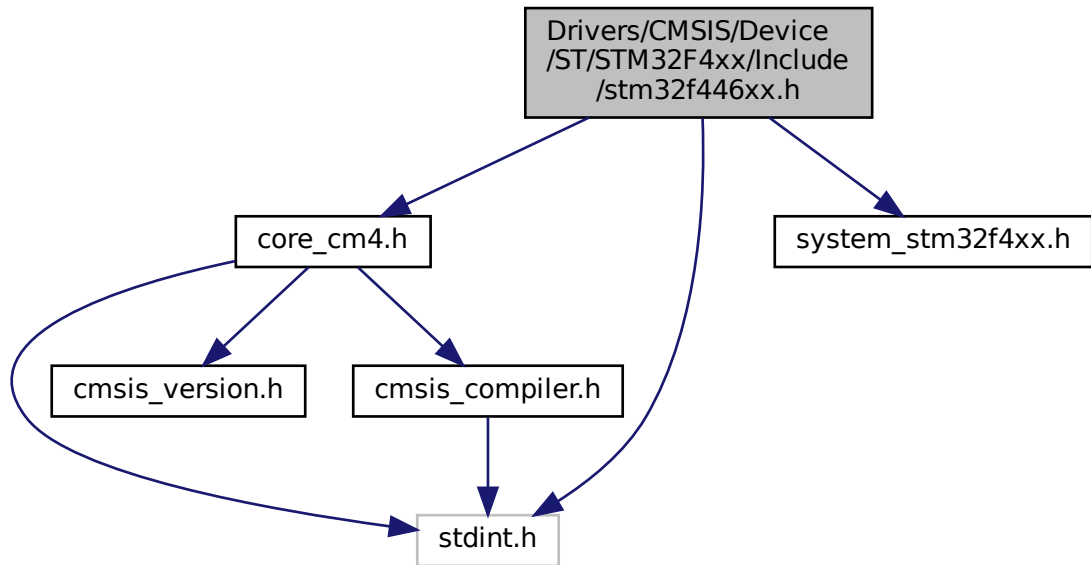 Drivers/CMSIS/Device
/ST/STM32F4xx/Include
/stm32f446xx.h
core_cm4.h
system_stm32f4xx.h
cmsis_version.h
cmsis_compiler.h
stdint.h